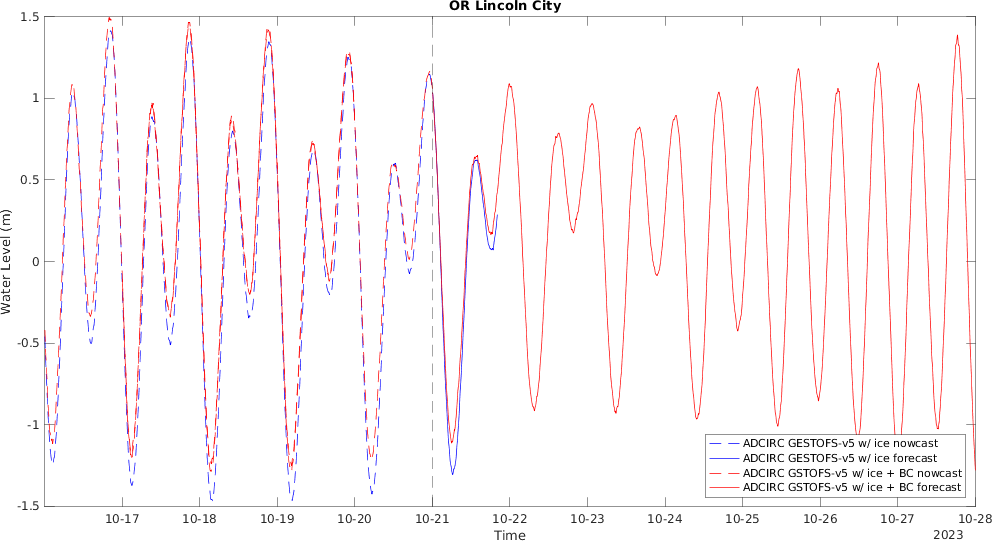 OR Lincoln City
1.5
1
0.5
0
-0.5
-1
-1.5
Water Level (m)
10-17 10-18 10-19 10-20 10-21 10-22 10-23 10-24 10-25 10-26 10-27 10-28
Time
2023
ADCIRC GESTOFS-v5 w/ ice nowcast
ADCIRC GESTOFS-v5 w/ ice forecast
ADCIRC GSTOFS-v5 w/ ice + BC nowcast
ADCIRC GSTOFS-v5 w/ ice + BC forecast